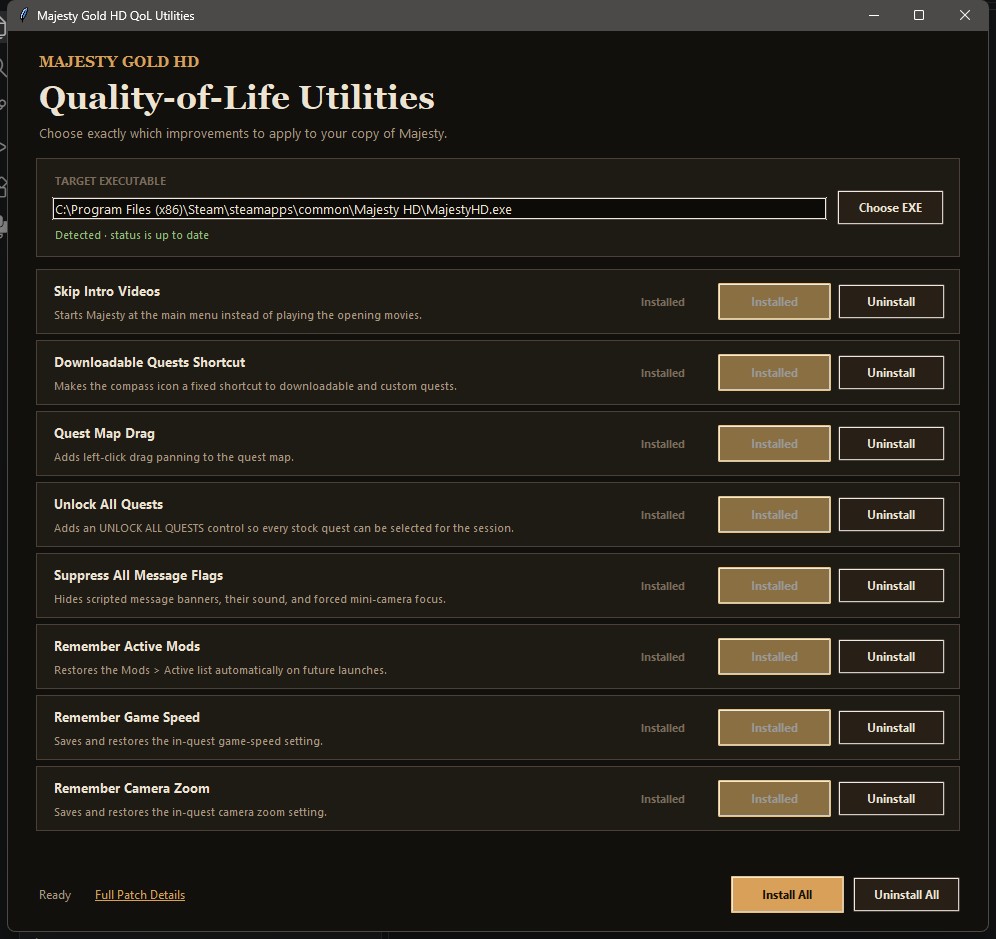 Majesty Gold HD QoL Utilities
MAJESTY GOLD HD
Quality-of-Life Utilities
Choose exactly which improvements to apply to your copy of Majesty.
TARGET EXECUTABLE
C:\Program Files (x86)\Steam\steamapps\common\Majesty HD\MajestyHD.exe
Choose EXE
Detected · status is up to date
Skip Intro Videos
Starts Majesty at the main menu instead of playing the opening movies.
Installed
Installed
Uninstall
Downloadable Quests Shortcut
Makes the compass icon a fixed shortcut to downloadable and custom quests.
Installed
Installed
Uninstall
Quest Map Drag
Adds left-click drag panning to the quest map.
Installed
Installed
Uninstall
Unlock All Quests
Adds an UNLOCK ALL QUESTS control so every stock quest can be selected for the session.
Installed
Installed
Uninstall
Suppress All Message Flags
Hides scripted message banners, their sound, and forced mini-camera focus.
Installed
Installed
Uninstall
Remember Active Mods
Restores the Mods > Active list automatically on future launches.
Installed
Installed
Uninstall
Remember Game Speed
Saves and restores the in-quest game-speed setting.
Installed
Installed
Uninstall
Remember Camera Zoom
Saves and restores the in-quest camera zoom setting.
Installed
Installed
Uninstall
Ready
Full Patch Details
Install All
Uninstall All